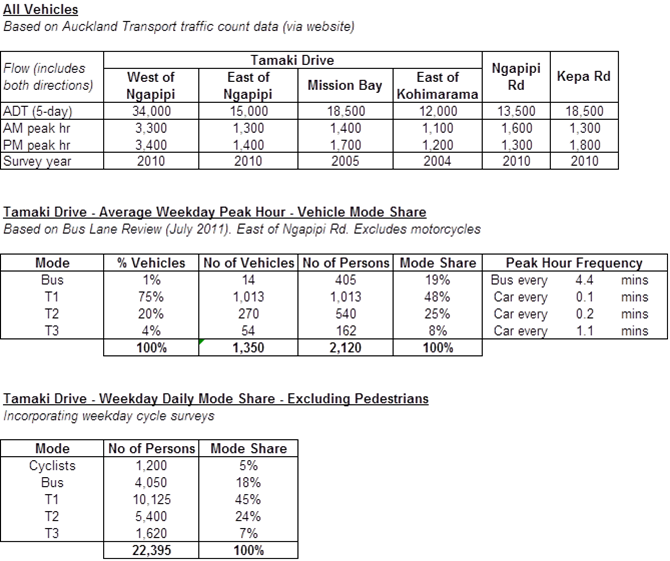 All Vehicles
Based on Auckland Transport traffic count data (via website)
Flow (includes both directions) Tamaki Drive Ngapipi Rd Kepa Rd
West of Ngapipi East of Ngapipi Mission Bay East of Kohimarama
ADT (5-day) 34,000 15,000 18,500 12,000 13,500 18,500
AM peak hr 3,300 1,300 1,400 1,100 1,600 1,300
PM peak hr 3,400 1,400 1,700 1,200 1,300 1,800
Survey year 2010 2010 2005 2004 2010 2010
Tamaki Drive - Average Weekday Peak Hour - Vehicle Mode Share
Based on Bus Lane Review (July 2011). East of Ngapipi Rd. Excludes motorcycles
Mode % Vehicles No of Vehicles No of Persons Mode Share Peak Hour Frequency
Bus 1% 14 405 19% Bus every 4.4 mins
T1 75% 1,013 1,013 48% Car every 0.1 mins
T2 20% 270 540 25% Car every 0.2 mins
T3 4% 54 162 8% Car every 1.1 mins
100% 1,350 2,120 100%
Tamaki Drive - Weekday Daily Mode Share - Excluding Pedestrians
Incorporating weekday cycle surveys
Mode No of Persons Mode Share
Cyclists 1,200 5%
Bus 4,050 18%
T1 10,125 45%
T2 5,400 24%
T3 1,620 7%
22,395 100%